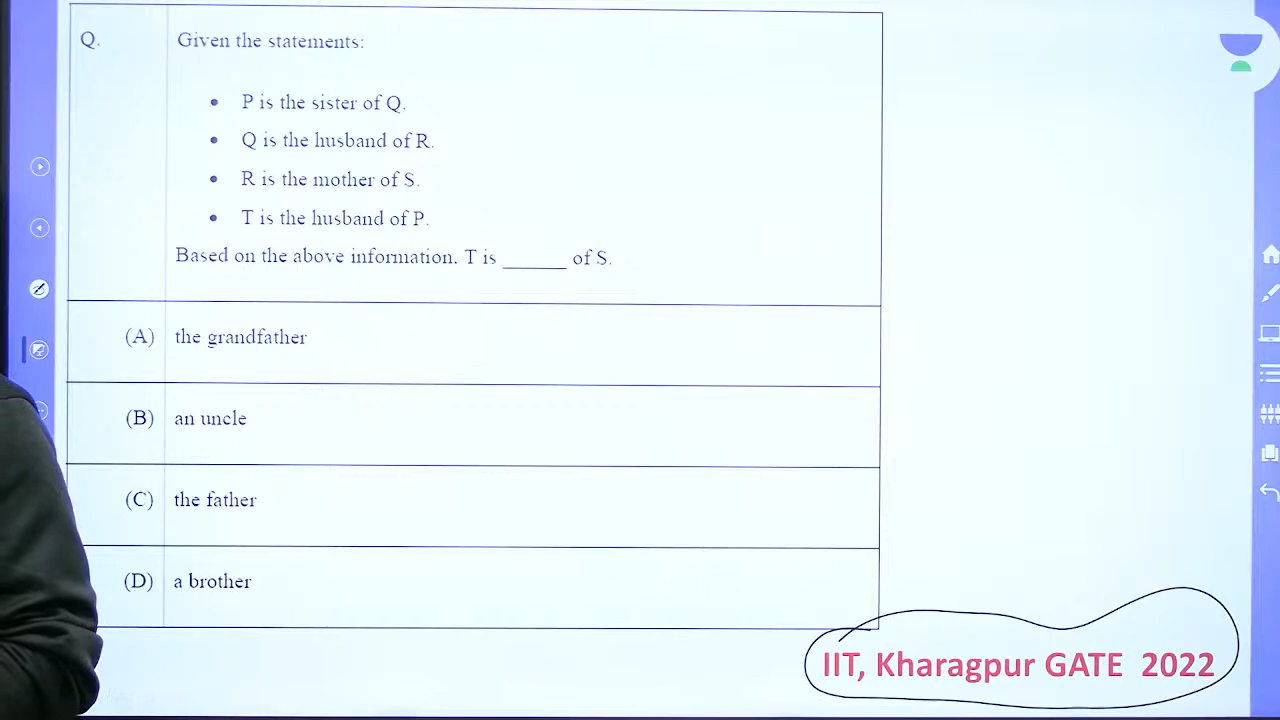 Q. Given the statements:
• P is the sister of Q.
• Q is the husband of R.
• R is the mother of S.
• T is the husband of P.
Based on the above information, T is ______ of S.
(A) the grandfather
(B) an uncle
(C) the father
(D) a brother
IIT, Kharagpur GATE 2022